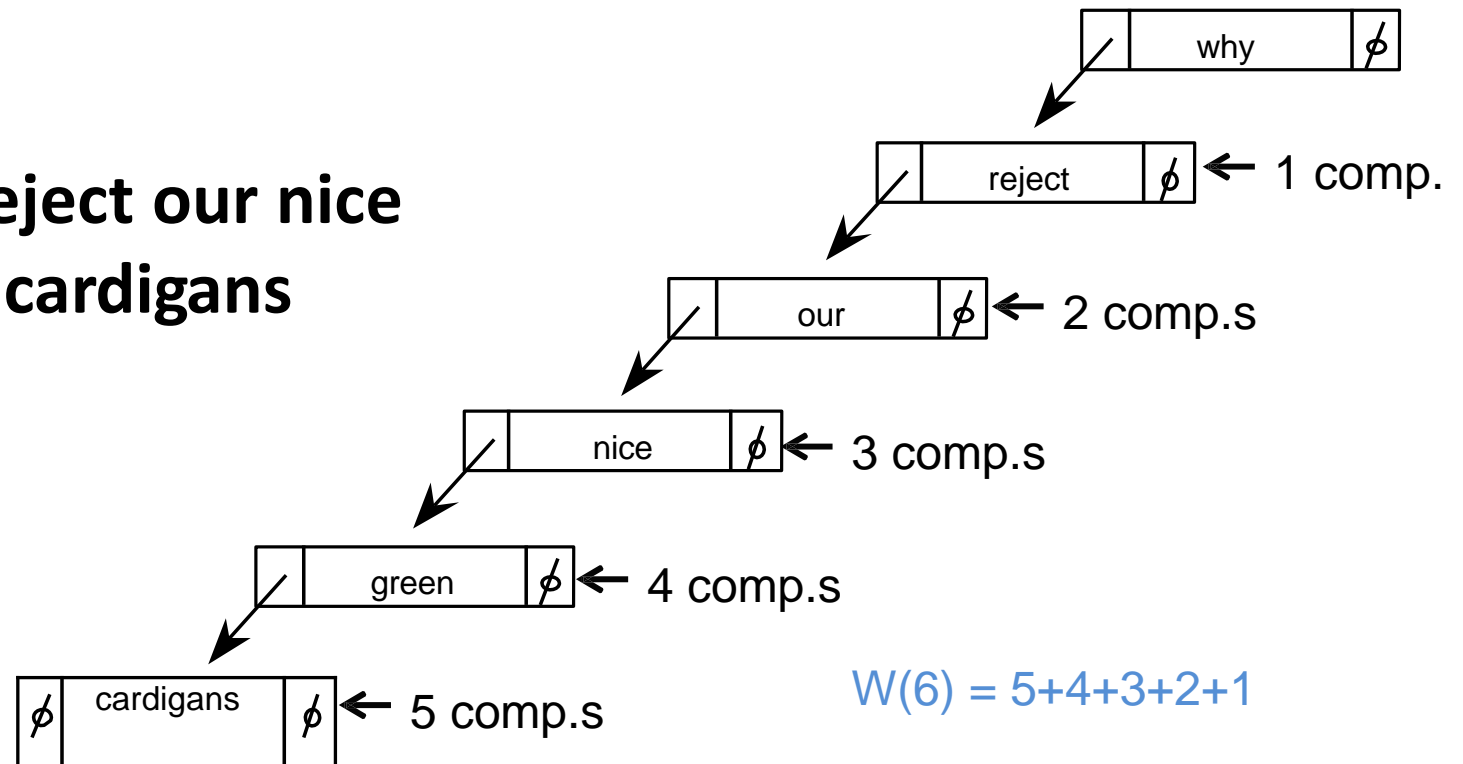 why ϕ
reject ϕ ← 1 comp.
eject our nice
cardigans
our ϕ ← 2 comp.s
nice ϕ ← 3 comp.s
green ϕ ← 4 comp.s
ϕ cardigans ϕ ← 5 comp.s
W(6) = 5+4+3+2+1